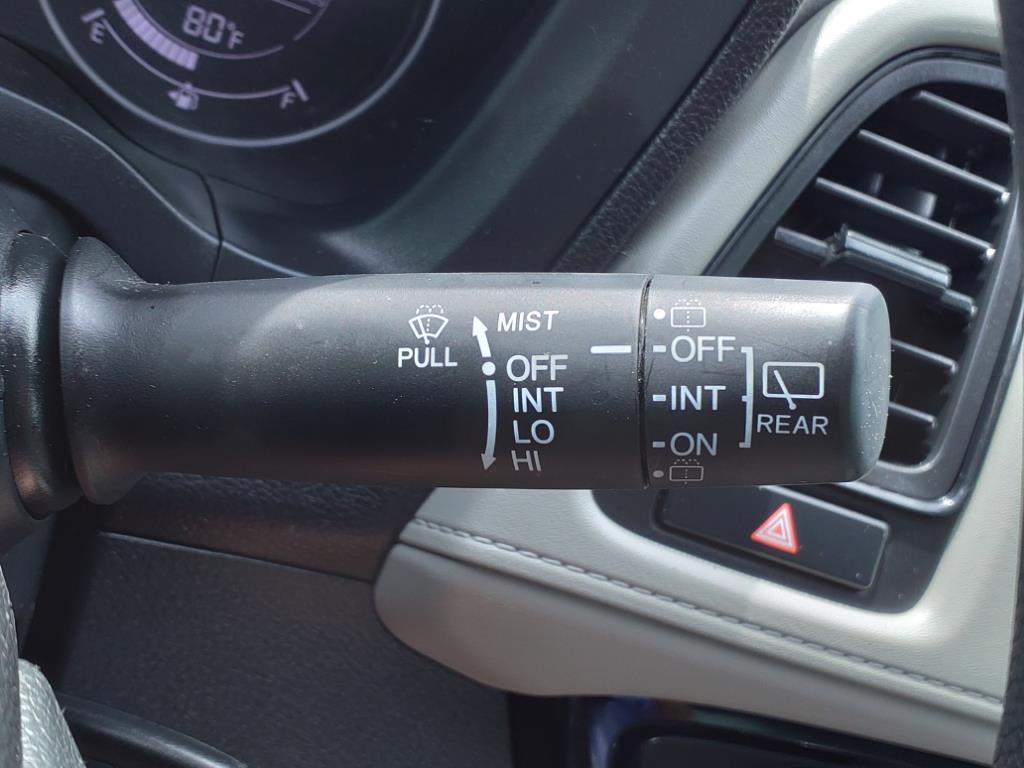 80°F
E
F
MIST
PULL
OFF
INT
LO
HI
OFF
INT
ON
REAR